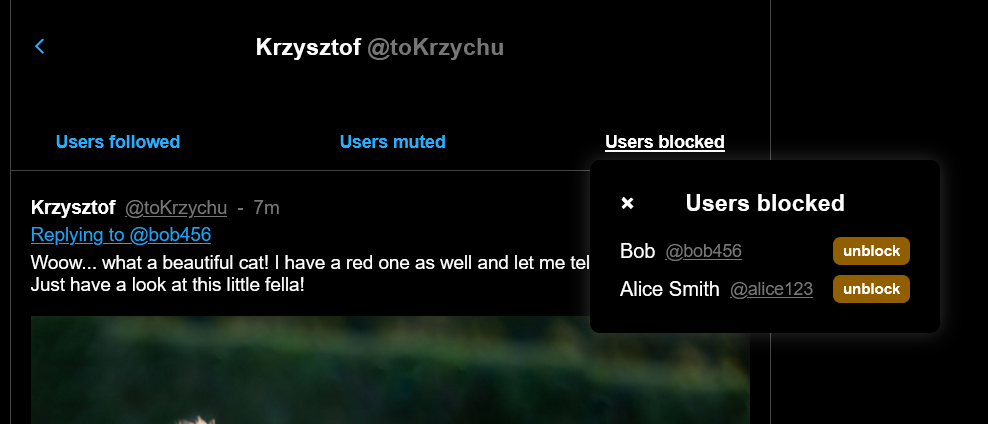 Krzysztof @toKrzychu
Users followed
Users muted
Users blocked
Krzysztof @toKrzychu - 7m
Replying to @bob456
Woow... what a beautiful cat! I have a red one as well and let me tel
Just have a look at this little fella!
× Users blocked
Bob @bob456 unblock
Alice Smith @alice123 unblock